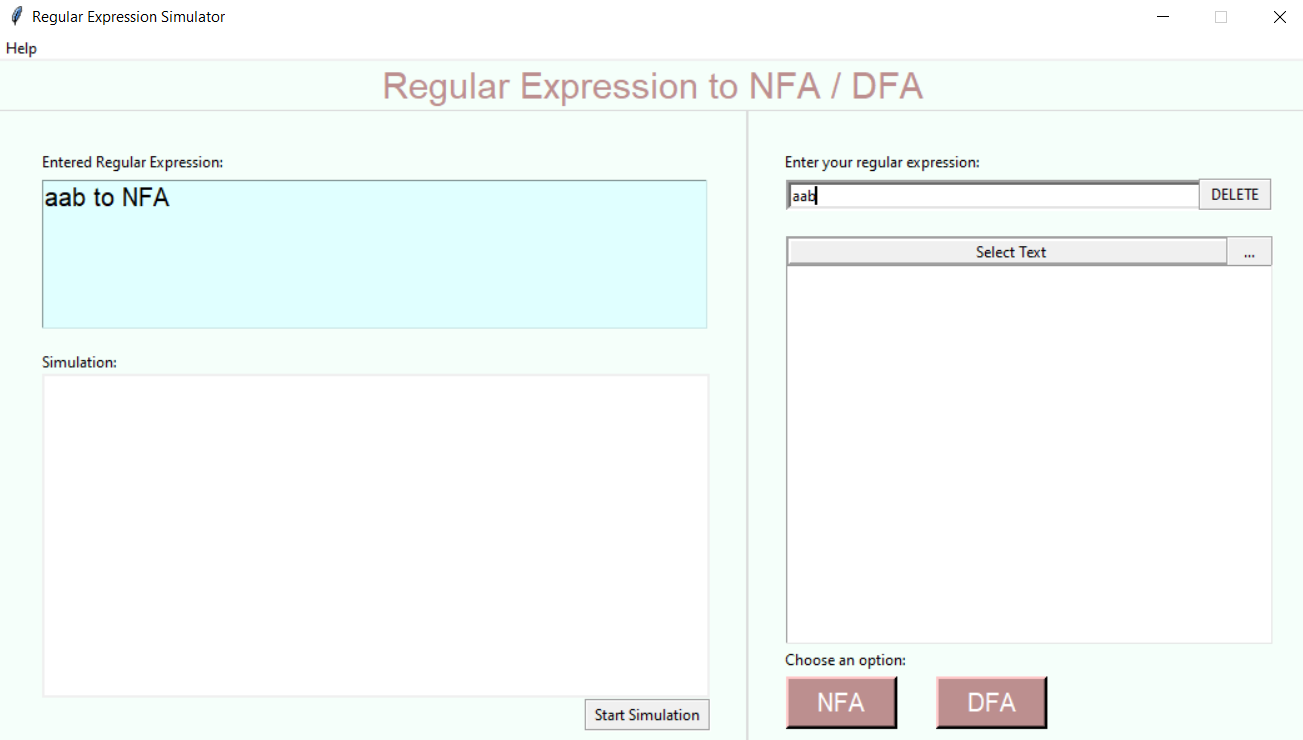 Regular Expression Simulator
Help
Regular Expression to NFA / DFA
Entered Regular Expression:
aab to NFA
Simulation:
Start Simulation
Enter your regular expression:
aab
DELETE
Select Text
...
Choose an option:
NFA
DFA